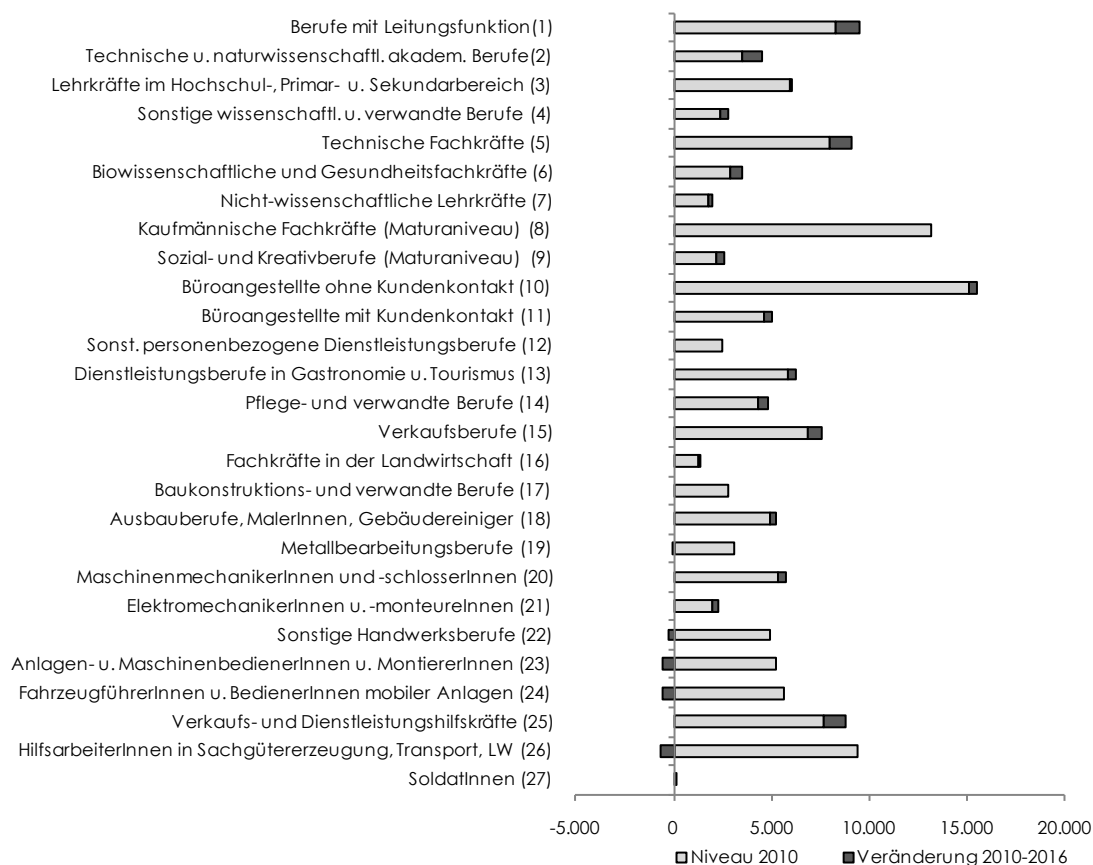 Berufe mit Leitungsfunktion(1)
Technische u. naturwissenschaftl. akadem. Berufe(2)
Lehrkräfte im Hochschul-, Primar- u. Sekundarbereich (3)
Sonstige wissenschaftl. u. verwandte Berufe (4)
Technische Fachkräfte (5)
Biowissenschaftliche und Gesundheitsfachkräfte (6)
Nicht-wissenschaftliche Lehrkräfte (7)
Kaufmännische Fachkräfte (Maturaniveau) (8)
Sozial- und Kreativberufe (Maturaniveau) (9)
Büroangestellte ohne Kundenkontakt (10)
Büroangestellte mit Kundenkontakt (11)
Sonst. personenbezogene Dienstleistungsberufe (12)
Dienstleistungsberufe in Gastronomie u. Tourismus (13)
Pflege- und verwandte Berufe (14)
Verkaufsberufe (15)
Fachkräfte in der Landwirtschaft (16)
Baukonstruktions- und verwandte Berufe (17)
Ausbauberufe, MalerInnen, Gebäudereiniger (18)
Metallbearbeitungsberufe (19)
MaschinenmechanikerInnen und -schlosserInnen (20)
ElektromechanikerInnen u. -monteureInnen (21)
Sonstige Handwerksberufe (22)
Anlagen- u. MaschinenbedienerInnen u. MontiererInnen (23)
FahrzeugführerInnen u. BedienerInnen mobiler Anlagen (24)
Verkaufs- und Dienstleistungshilfskräfte (25)
HilfsarbeiterInnen in Sachgütererzeugung, Transport, LW (26)
SoldatInnen (27)
-5.000 0 5.000 10.000 15.000 20.000
Niveau 2010 Veränderung 2010-2016